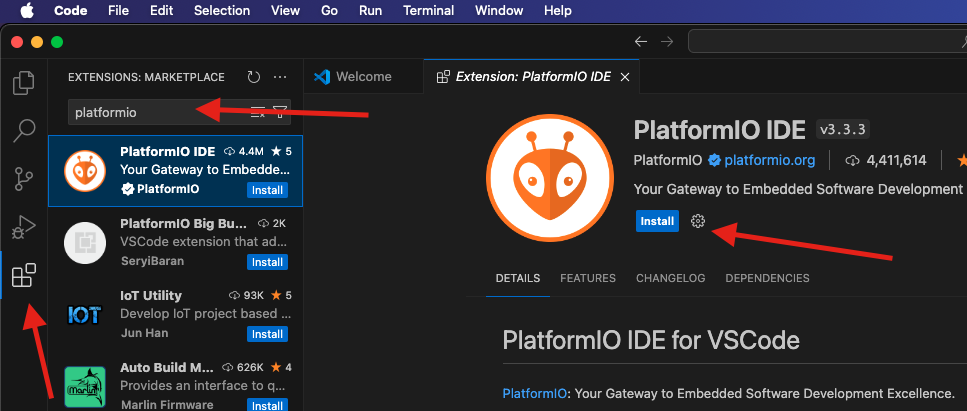 Code File Edit Selection View Go Run Terminal Window Help
EXTENSIONS: MARKETPLACE
platformio
PlatformIO IDE 4.4M ★ 5
Your Gateway to Embedde...
PlatformIO Install
PlatformIO Big Bu... 2K
VSCode extension that ad...
SeryiBaran Install
IOT
IoT Utility 93K ★ 5
Develop IoT project based ...
Jun Han Install
Marlin
Auto Build M... 626K ★ 4
Provides an interface to q...
Marlin Firmware Install
Welcome
Extension: PlatformIO IDE
PlatformIO IDE v3.3.3
PlatformIO platformio.org 4,411,614
Your Gateway to Embedded Software Development
Install
DETAILS FEATURES CHANGELOG DEPENDENCIES
PlatformIO IDE for VSCode
PlatformIO: Your Gateway to Embedded Software Development Excellence.